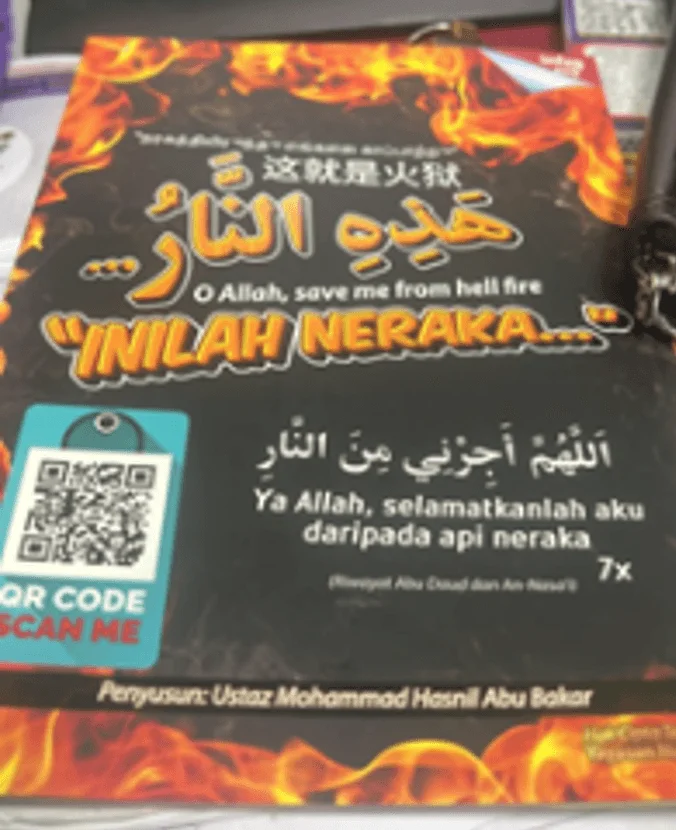 这就是火狱
هَذِهِ النَّارُ...
O Allah, save me from hell fire
"INILAH NERAKA..."
اَللَّهُمَّ أَجِرْنِي مِنَ النَّارِ
Ya Allah, selamatkanlah aku
daripada api neraka
7x
(Riwayat Abu Daud dan An-Nasa'i)
QR CODE
SCAN ME
Penyusun: Ustaz Mohammad Hasnil Abu Bakar